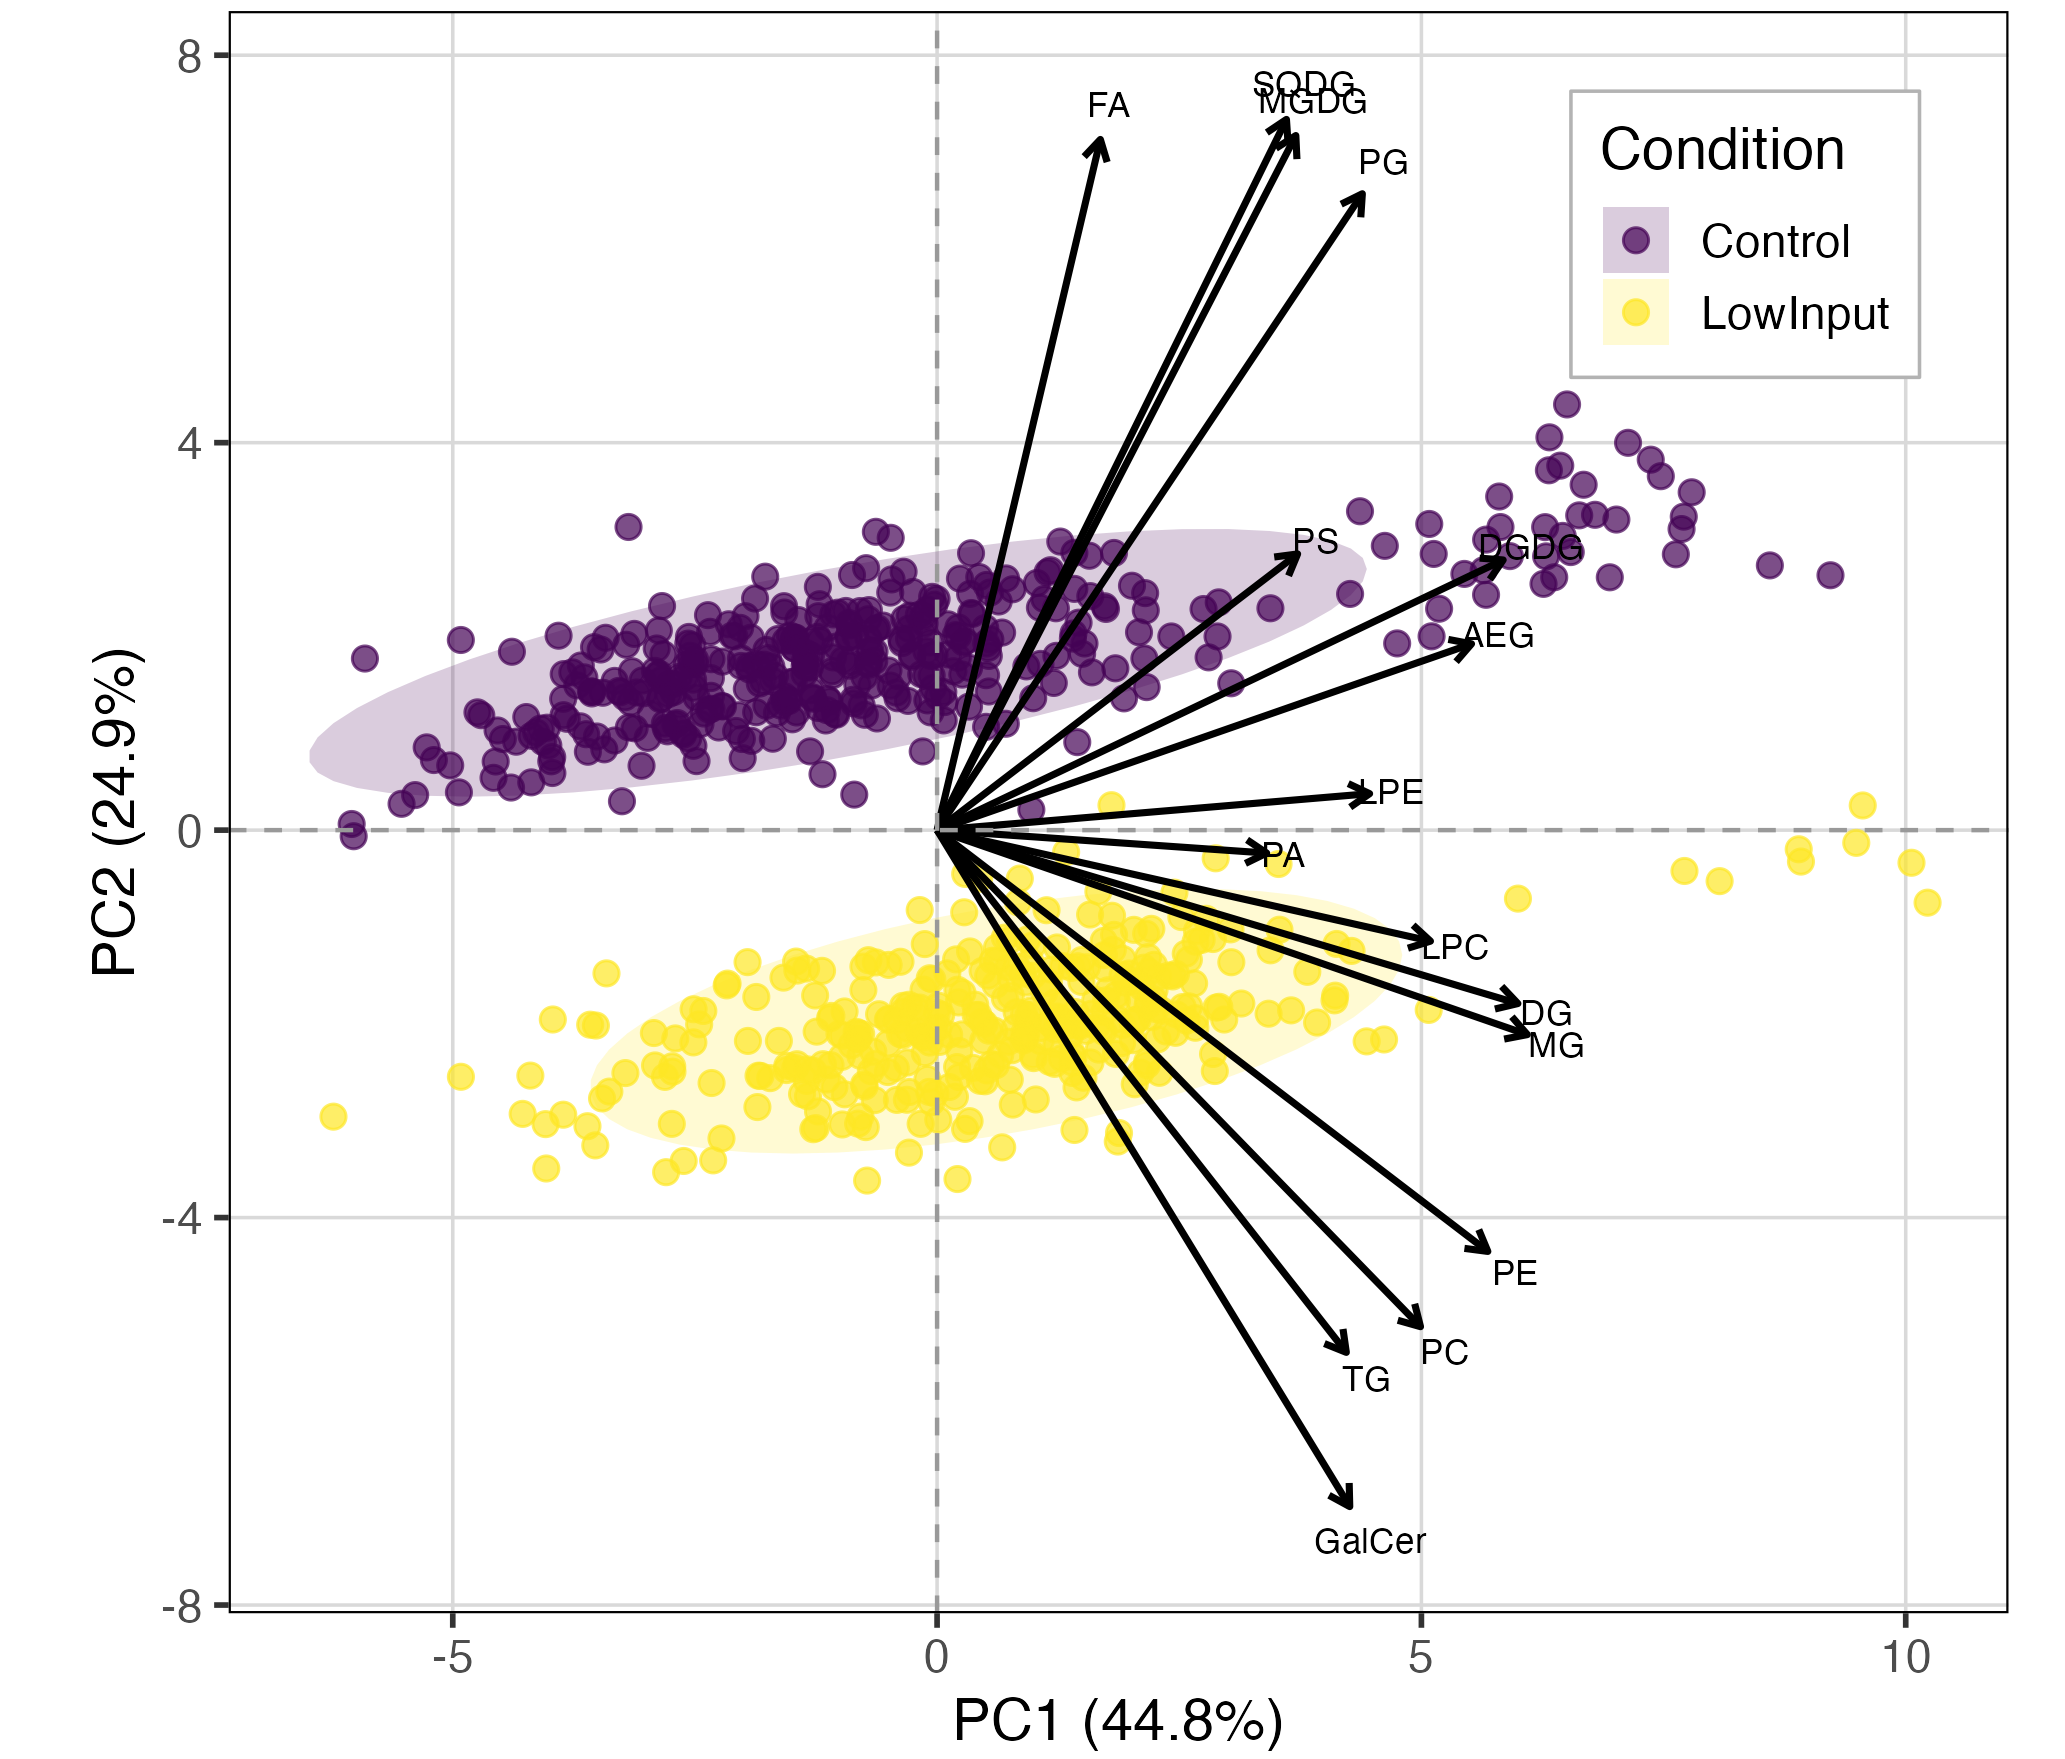 8
4
0
-4
-8
PC2 (24.9%)
FA
SQDG
MGDG
PG
Condition
Control
LowInput
PS
DGDG
AEG
LPE
PA
LPC
DG
MG
PE
PC
TG
GalCer
-5
0
5
10
PC1 (44.8%)